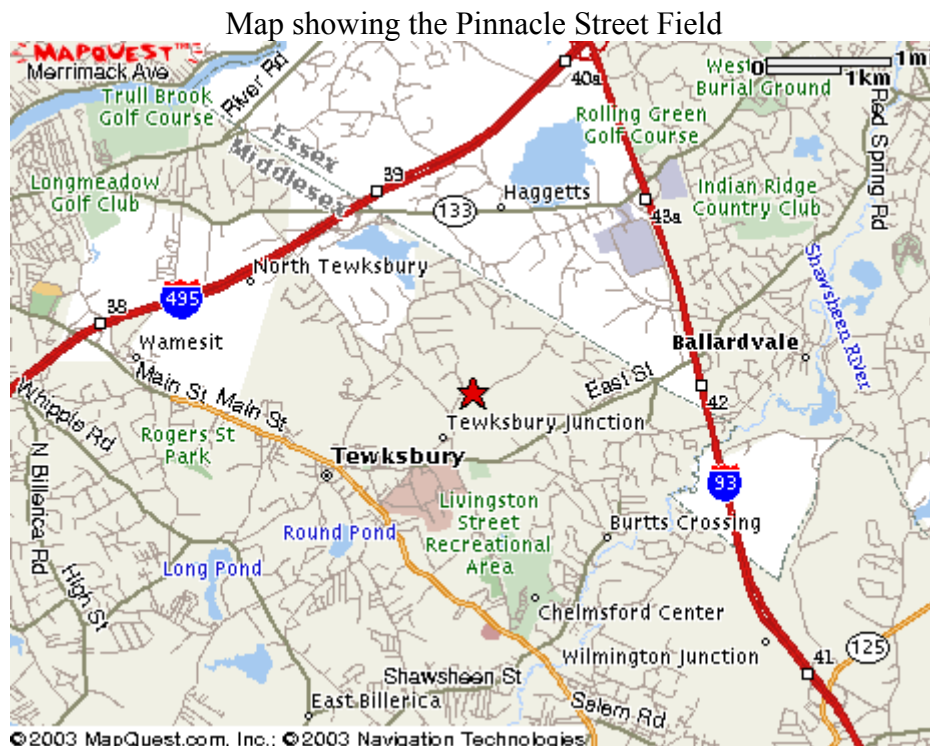 Map showing the Pinnacle Street Field
MAPQUEST™
Merrimack Ave
River Rd
Trull Brook
Golf Course
40a
West
Burial Ground
0
1m
1km
Red Spring Rd
Rolling Green
Golf Course
Essex
Middlesex
Longmeadow
Golf Club
39
133
Haggetts
43a
Indian Ridge
Country Club
Shawsheen River
North Tewksbury
495
38
Wamesit
Ballardvale
Main St
Main St
Whipple Rd
East St
42
Tewksbury Junction
Rogers St
Park
Tewksbury
N Billerica Rd
93
Livingston
Street
Recreational
Area
Round Pond
Burtts Crossing
Long Pond
High St
Chelmsford Center
Wilmington Junction
125
41
Shawsheen St
East Billerica
Salem Rd
©2003 MapQuest.com, Inc.; ©2003 Navigation Technologies